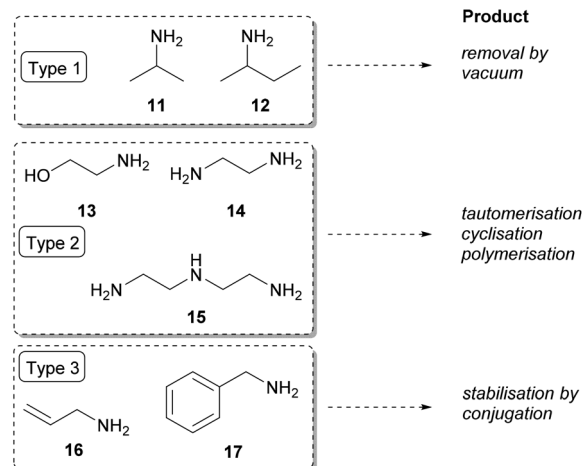 Product
NH2
NH2
Type 1
removal by
vacuum
11
12
HO
NH2
H2N
NH2
13
14
tautomerisation
cyclisation
polymerisation
Type 2
H2N
H
N
NH2
15
Type 3
NH2
NH2
stabilisation by
conjugation
16
17